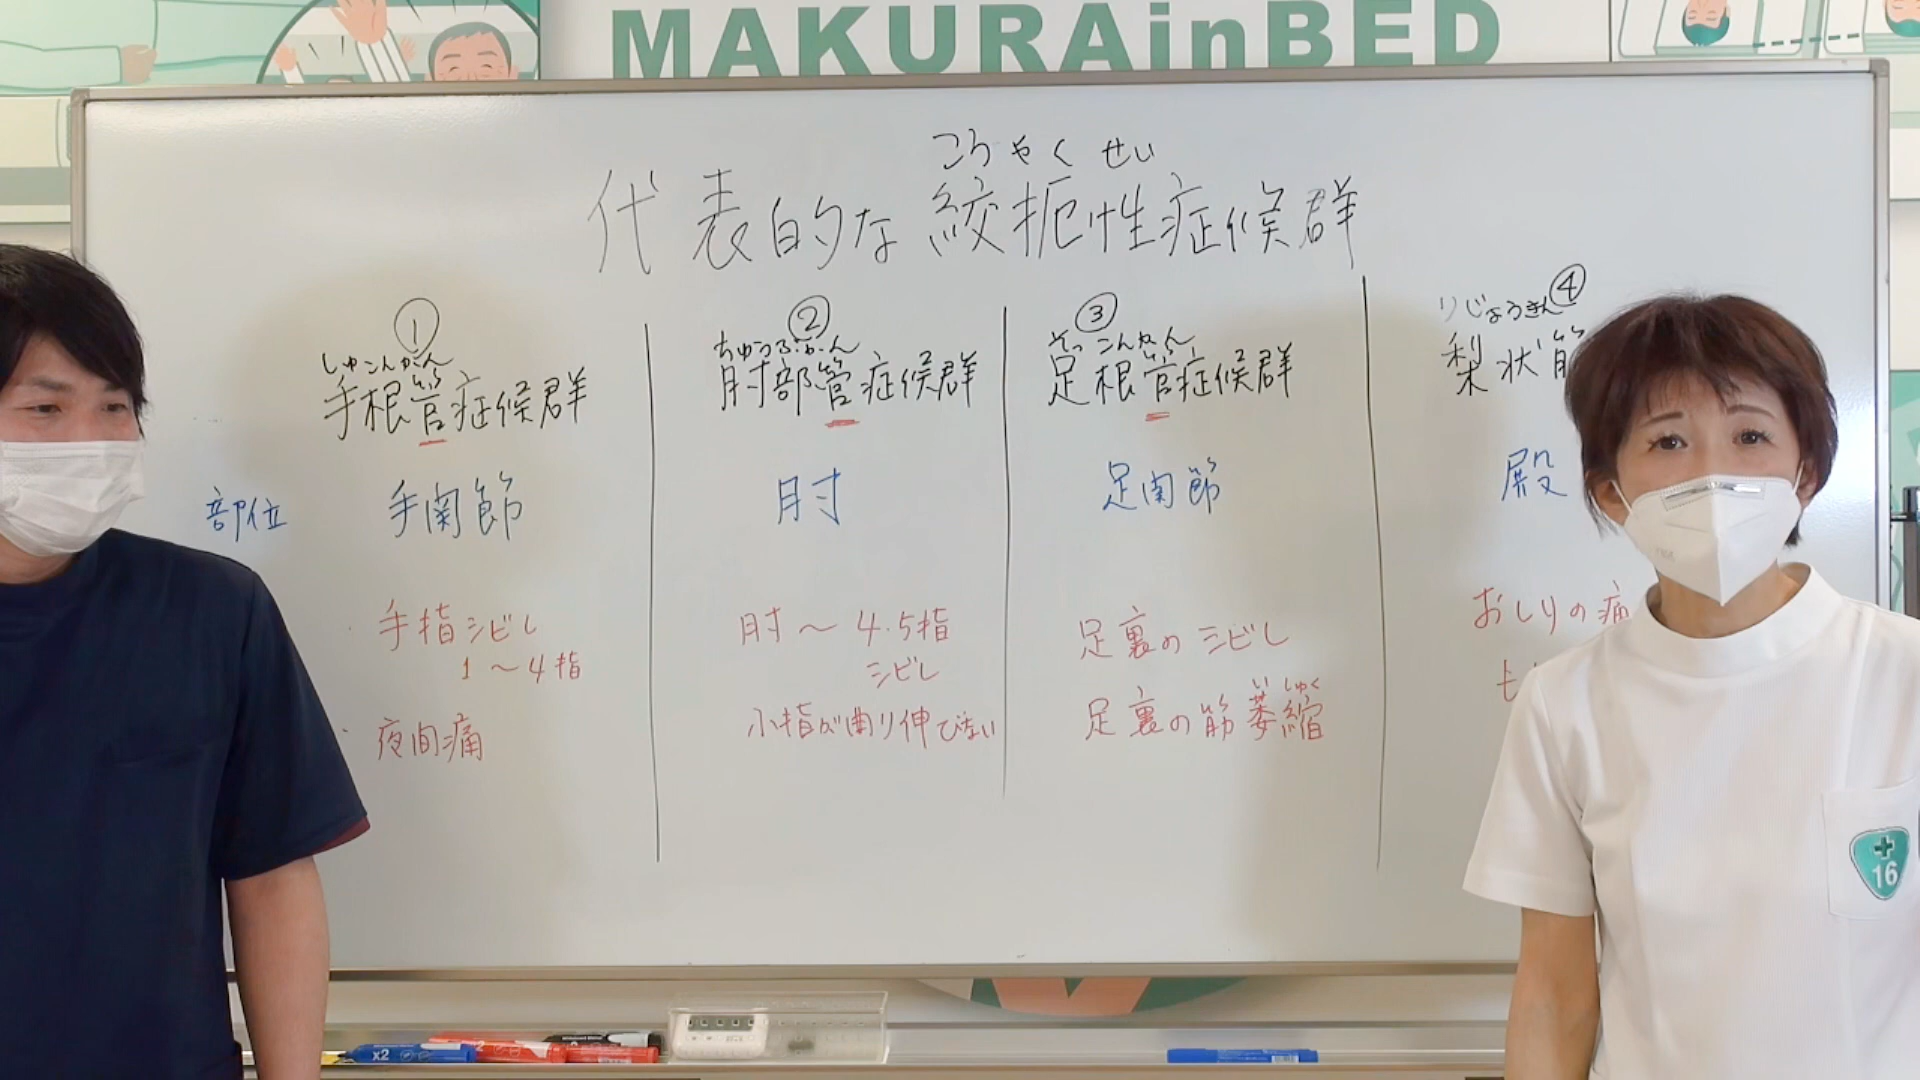 MAKURAinBED
こうやくせい
代表的な絞扼性症候群
①
しゅこんかん
手根管症候群
②
ちゅうぶかん
肘部管症候群
③
そっこんかん
足根管症候群
④
りじょうきん
梨状筋
部位
手関節
肘
足関節
殿
手指シビレ
1〜4指
夜間痛
肘〜4.5指
シビレ
小指が曲り伸びない
足裏のシビレ
いしゅく
足裏の筋萎縮
おしりの痛
も
16
x2